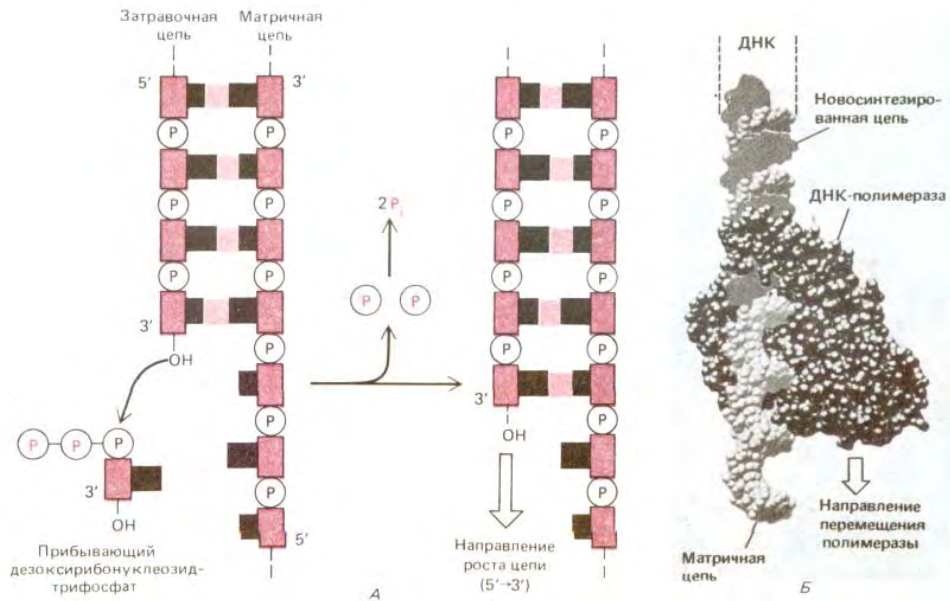 Затравочная
цепь
Матричная
цепь
5′
3′
P
P
P
P
P
P
3′
OH
P
P
P
P
P
P
3′
OH
5′
Прибывающий
дезоксирибонуклеозид-
трифосфат
2 Pi
P
P
P
P
P
P
P
P
P
P
3′
OH
P
P
Направление
роста цепи
(5′→3′)
5′
А
ДНК
Новосинтезиро-
ванная цепь
ДНК-полимераза
Матричная
цепь
Направление
перемещения
полимеразы
Б